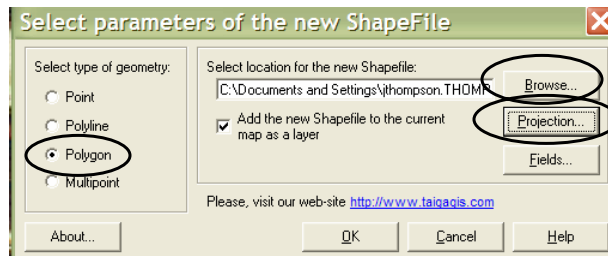 Select parameters of the new ShapeFile
Select type of geometry:
Point
Polyline
Polygon
Multipoint
Select location for the new Shapefile:
C:\Documents and Settings\jthompson.THOMP
Browse...
Add the new Shapefile to the current
map as a layer
Projection...
Fields...
Please, visit our web-site http://www.taigagis.com
About...
OK
Cancel
Help